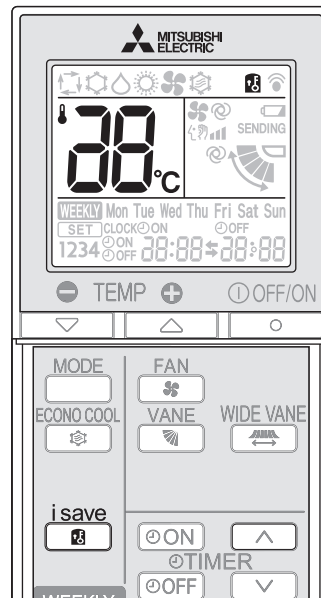 MITSUBISHI
ELECTRIC
SENDING
88°C
WEEKLY Mon Tue Wed Thu Fri Sat Sun
SET CLOCK ON OFF
1234 ON OFF 88:88 88:88
TEMP OFF/ON
MODE FAN
ECONO COOL VANE WIDE VANE
i save
ON
TIMER
OFF
WEEKLY